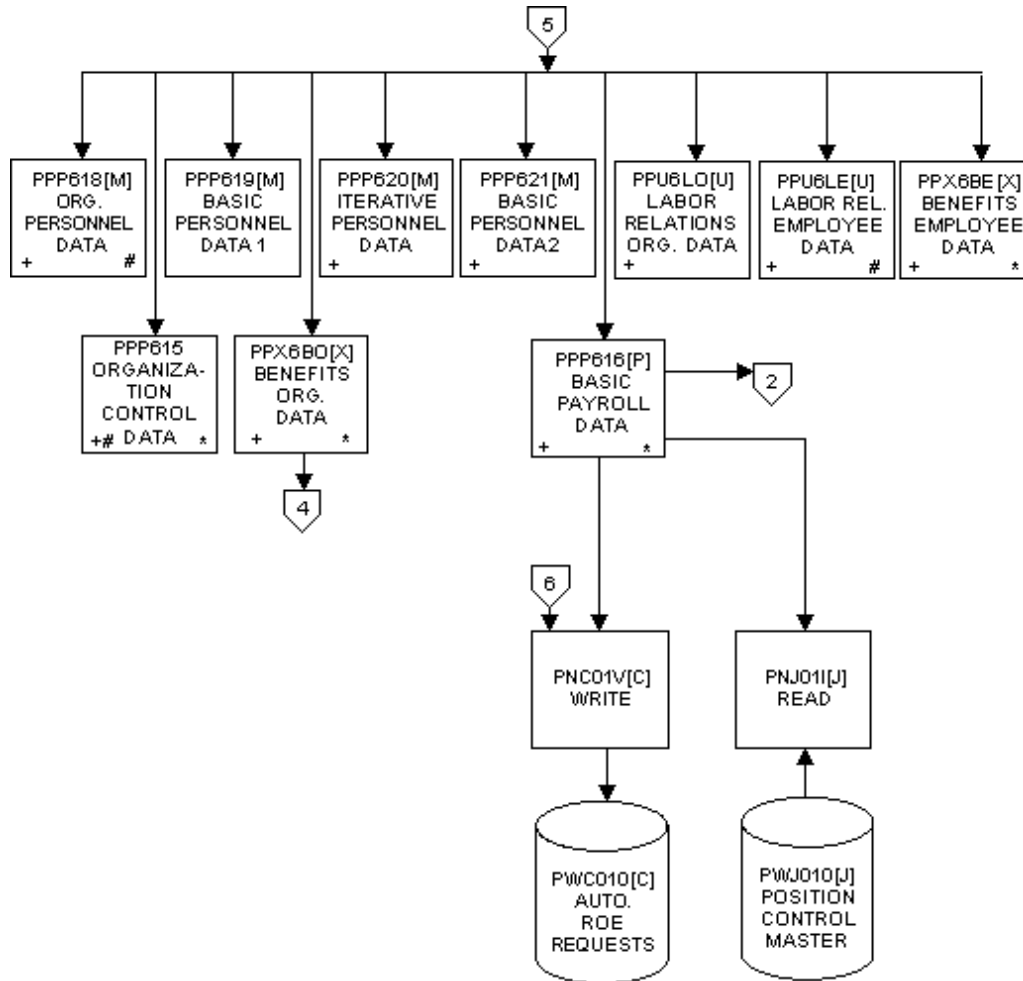 5
PPP618[M]
ORG.
PERSONNEL
DATA
+ #
PPP619[M]
BASIC
PERSONNEL
DATA 1
PPP620[M]
ITERATIVE
PERSONNEL
DATA
+
PPP621[M]
BASIC
PERSONNEL
DATA2
+
PPU6LO[U]
LABOR
RELATIONS
ORG. DATA
+
PPU6LE[U]
LABOR REL.
EMPLOYEE
DATA
+ #
PPX6BE[X]
BENEFITS
EMPLOYEE
DATA
+ *
PPP615
ORGANIZA-
TION
CONTROL
+# DATA *
PPX6BO[X]
BENEFITS
ORG.
DATA
+ *
PPP616[P]
BASIC
PAYROLL
DATA
+ *
2
4
6
PNC01V[C]
WRITE
PNJ01I[J]
READ
PWC010[C]
AUTO.
ROE
REQUESTS
PWJ010[J]
POSITION
CONTROL
MASTER